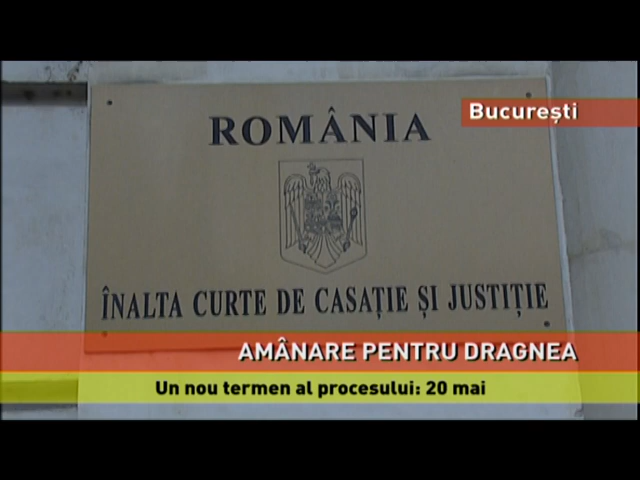 București
ROMÂNIA
ÎNALTA CURTE DE CASAȚIE ȘI JUSTIȚIE
AMÂNARE PENTRU DRAGNEA
Un nou termen al procesului: 20 mai